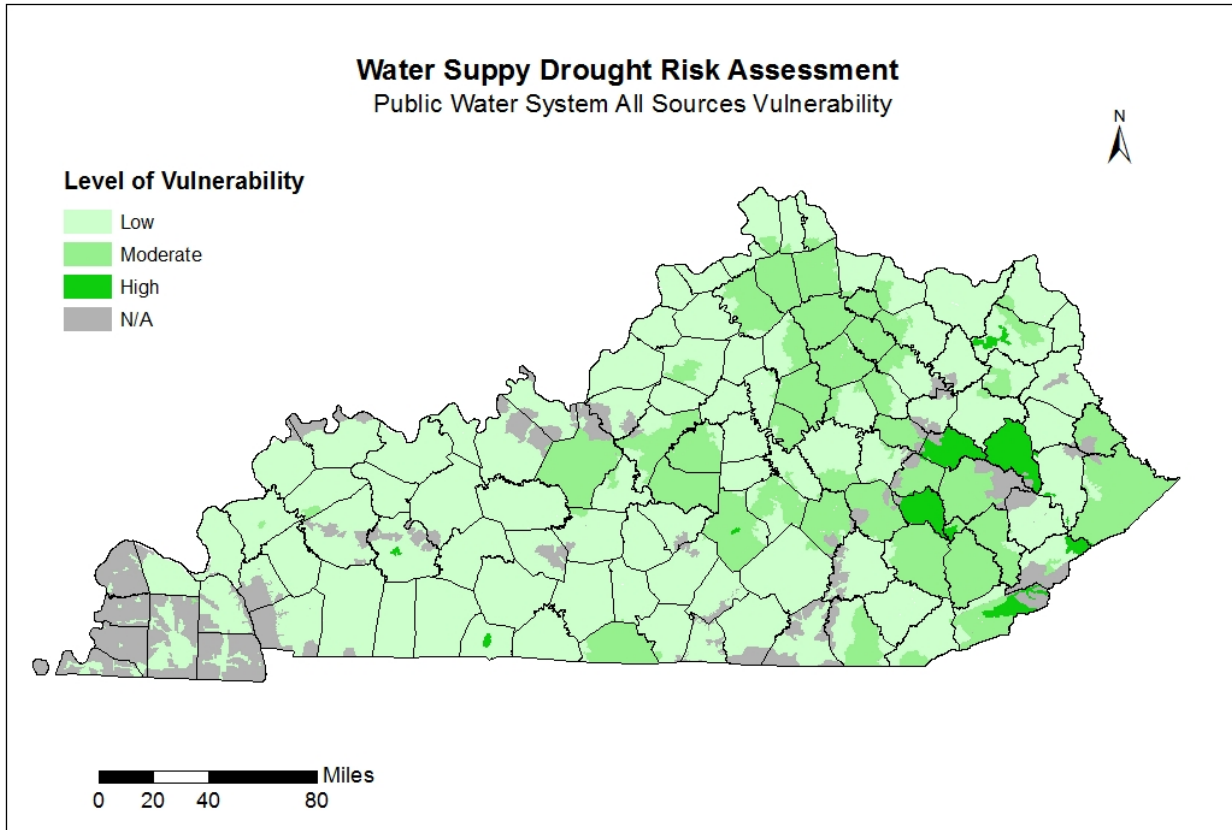 Water Suppy Drought Risk Assessment
Public Water System All Sources Vulnerability
N
Level of Vulnerability
Low
Moderate
High
N/A
Miles
0 20 40 80